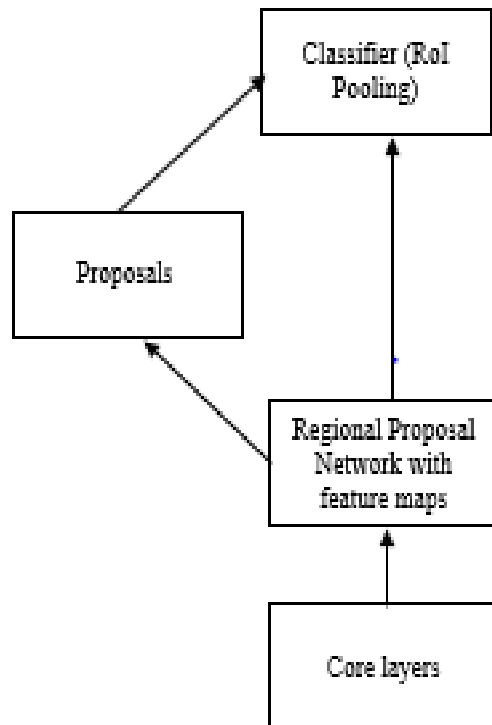 Classifier (RoI
Pooling)
Proposals
Regional Proposal
Network with
feature maps
Core layers